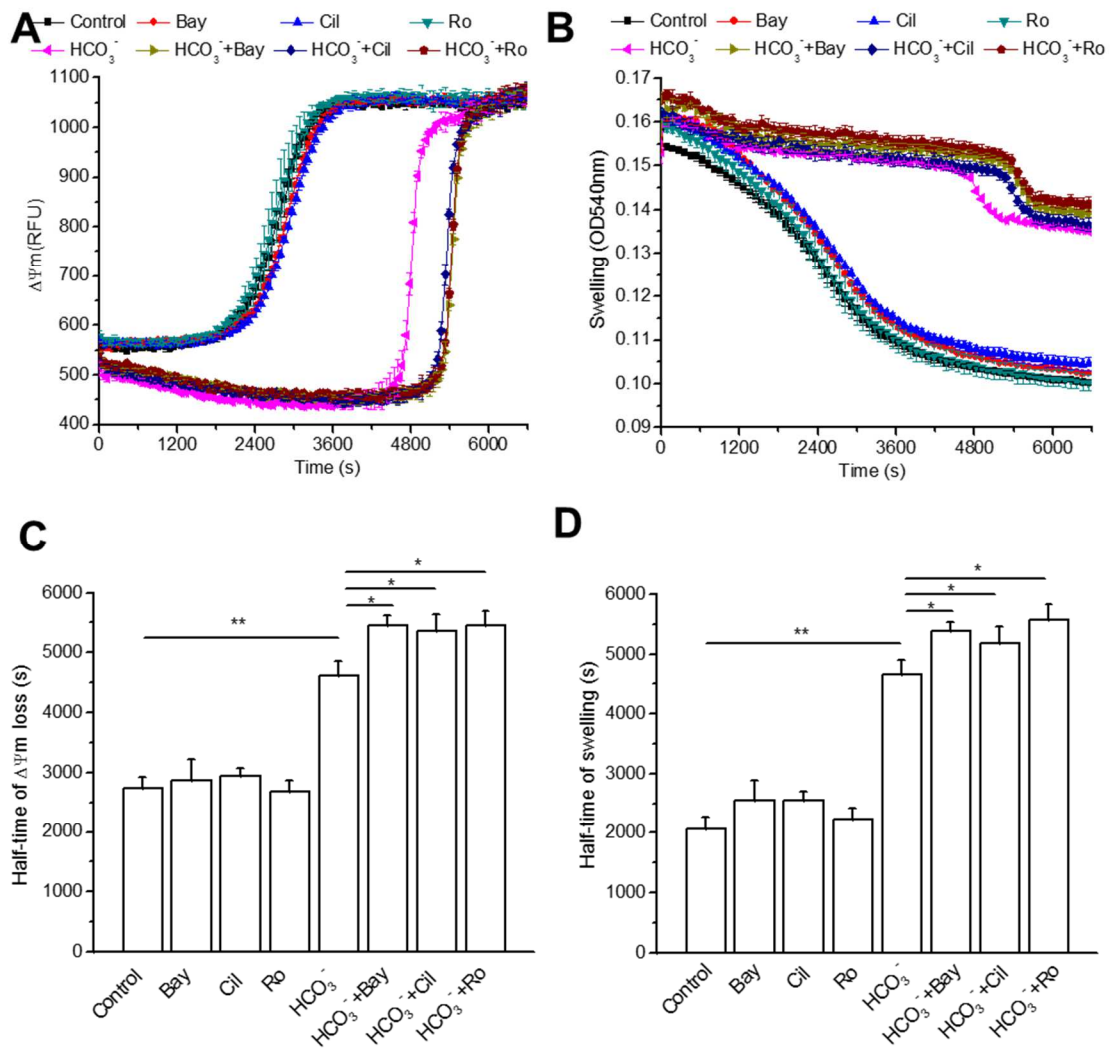 A
Control Bay Cil Ro
HCO3- HCO3-+Bay HCO3-+Cil HCO3-+Ro
1100
1000
900
800
700
600
500
400
ΔΨm(RFU)
0 1200 2400 3600 4800 6000
Time (s)
B
Control Bay Cil Ro
HCO3- HCO3-+Bay HCO3-+Cil HCO3-+Ro
0.17
0.16
0.15
0.14
0.13
0.12
0.11
0.10
0.09
Swelling (OD540nm)
0 1200 2400 3600 4800 6000
Time (s)
C
6000
5000
4000
3000
2000
1000
0
Half-time of ΔΨm loss (s)
**
*
*
*
Control Bay Cil Ro HCO3- HCO3-+Bay HCO3-+Cil HCO3-+Ro
D
6000
5000
4000
3000
2000
1000
0
Half-time of swelling (s)
**
*
*
*
Control Bay Cil Ro HCO3- HCO3-+Bay HCO3-+Cil HCO3-+Ro